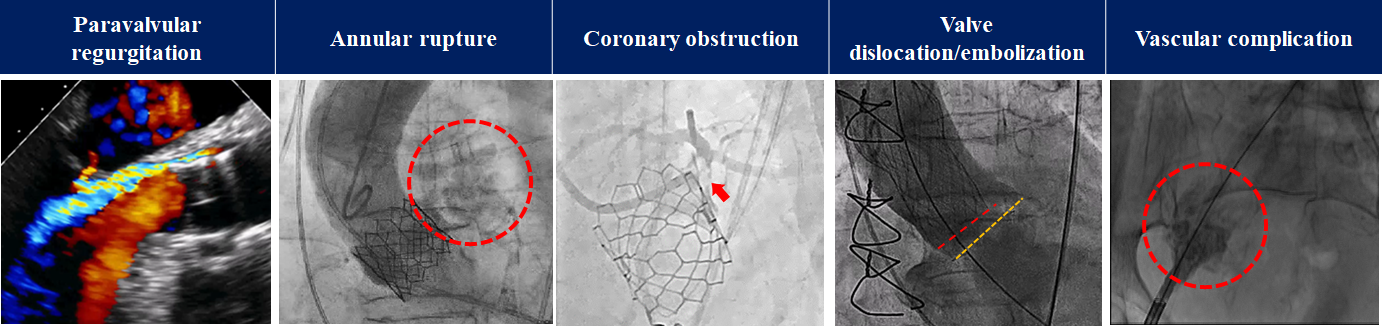 Paravalvular
regurgitation
Annular rupture
Coronary obstruction
Valve
dislocation/embolization
Vascular complication